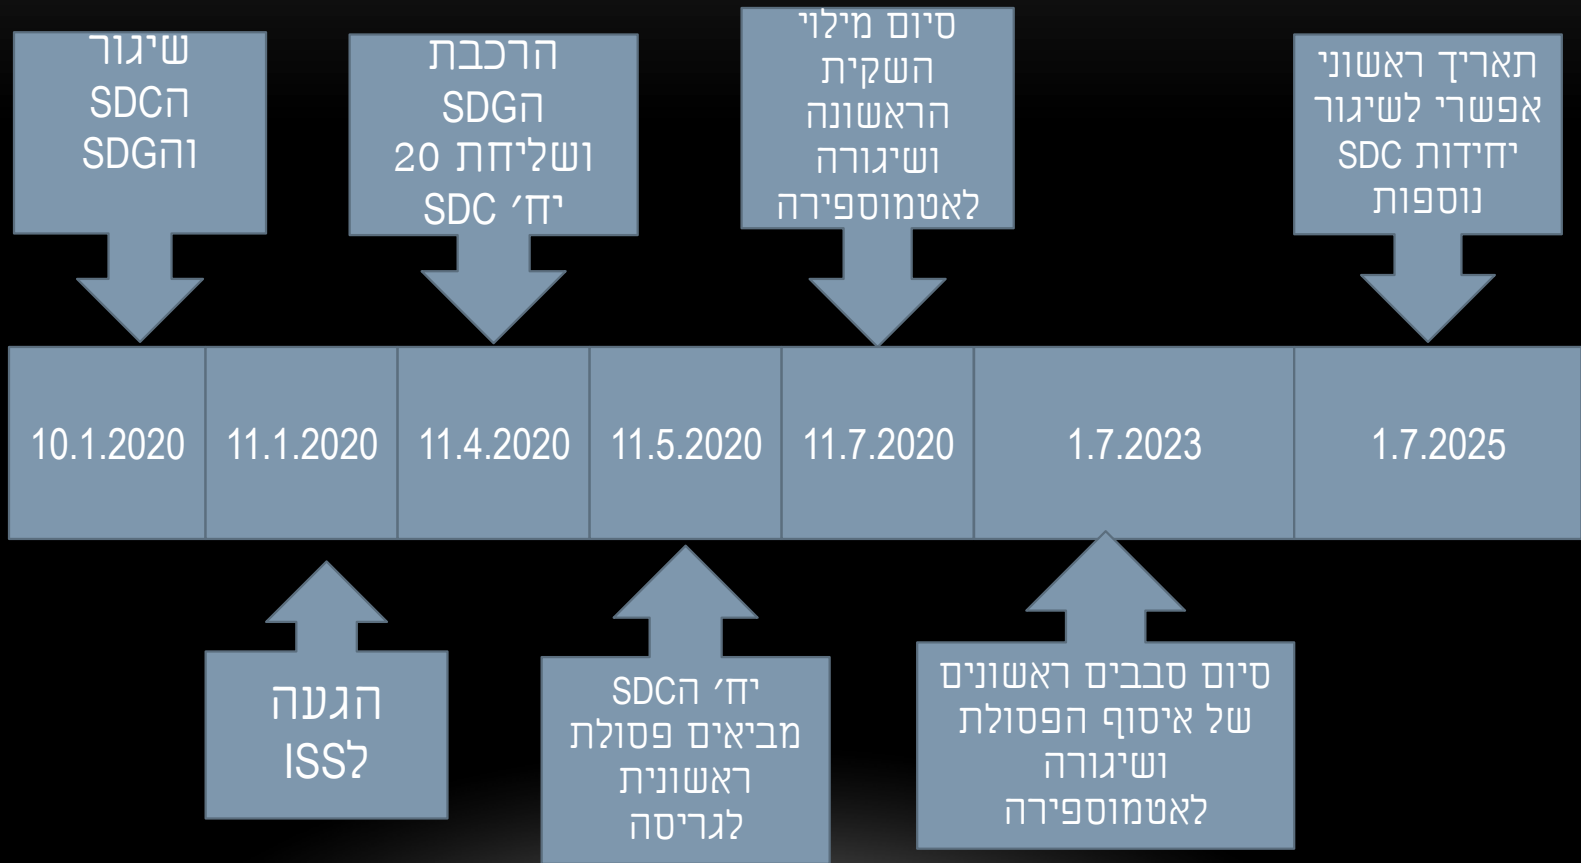 שיגור
הSDC
והSDG
הרכבת
הSDG
ושליחת 20
יח׳ SDC
סיום מילוי
השקית
הראשונה
ושיגורה
לאטמוספירה
תאריך ראשוני
אפשרי לשיגור
יחידות SDC
נוספות
10.1.2020
11.1.2020
11.4.2020
11.5.2020
11.7.2020
1.7.2023
1.7.2025
הגעה
לISS
יח׳ הSDC
מביאים פסולת
ראשונית
לגריסה
סיום סבבים ראשונים
של איסוף הפסולת
ושיגורה
לאטמוספירה